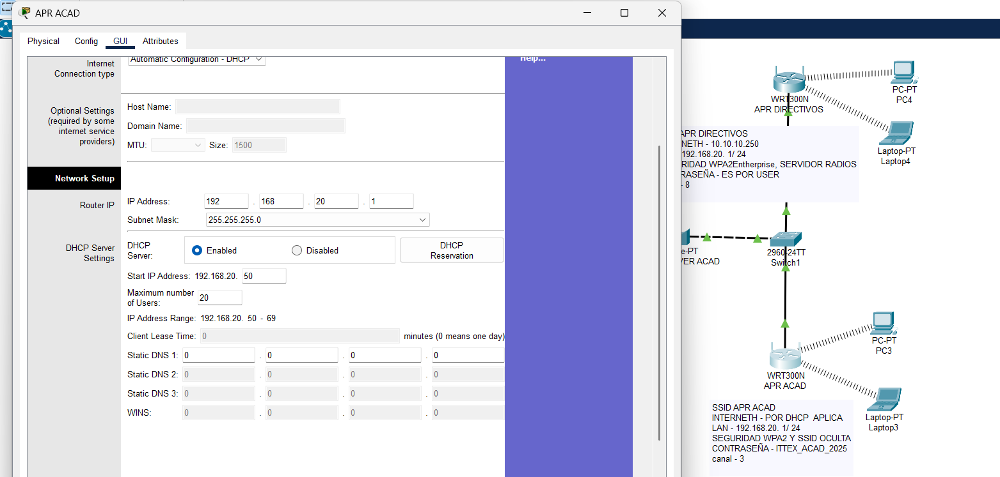 APR ACAD
Physical Config GUI Attributes
Internet
Connection type
Automatic Configuration - DHCP
Help...
Optional Settings
(required by some
internet service
providers)
Host Name:
Domain Name:
MTU: Size: 1500
Network Setup
Router IP
IP Address: 192 . 168 . 20 . 1
Subnet Mask: 255.255.255.0
DHCP Server
Settings
DHCP
Server:
Enabled Disabled
DHCP
Reservation
Start IP Address: 192.168.20. 50
Maximum number
of Users:
20
IP Address Range: 192.168.20. 50 - 69
Client Lease Time: 0 minutes (0 means one day)
Static DNS 1: 0 . 0 . 0 . 0
Static DNS 2: 0 . 0 . 0 . 0
Static DNS 3: 0 . 0 . 0 . 0
WINS: 0 . 0 . 0 . 0
WRT300N
APR DIRECTIVOS
PC-PT
PC4
Laptop-PT
Laptop4
APR DIRECTIVOS
NETH - 10.10.10.250
192.168.20. 1/ 24
RIDAD WPA2Entherprise, SERVIDOR RADIOS
RASEÑA - ES POR USER
- 8
e-PT
VER ACAD
2960-24TT
Switch1
PC-PT
PC3
WRT300N
APR ACAD
Laptop-PT
Laptop3
SSID APR ACAD
INTERNETH - POR DHCP APLICA
LAN - 192.168.20. 1/ 24
SEGURIDAD WPA2 Y SSID OCULTA
CONTRASEÑA - ITTEX_ACAD_2025
canal - 3